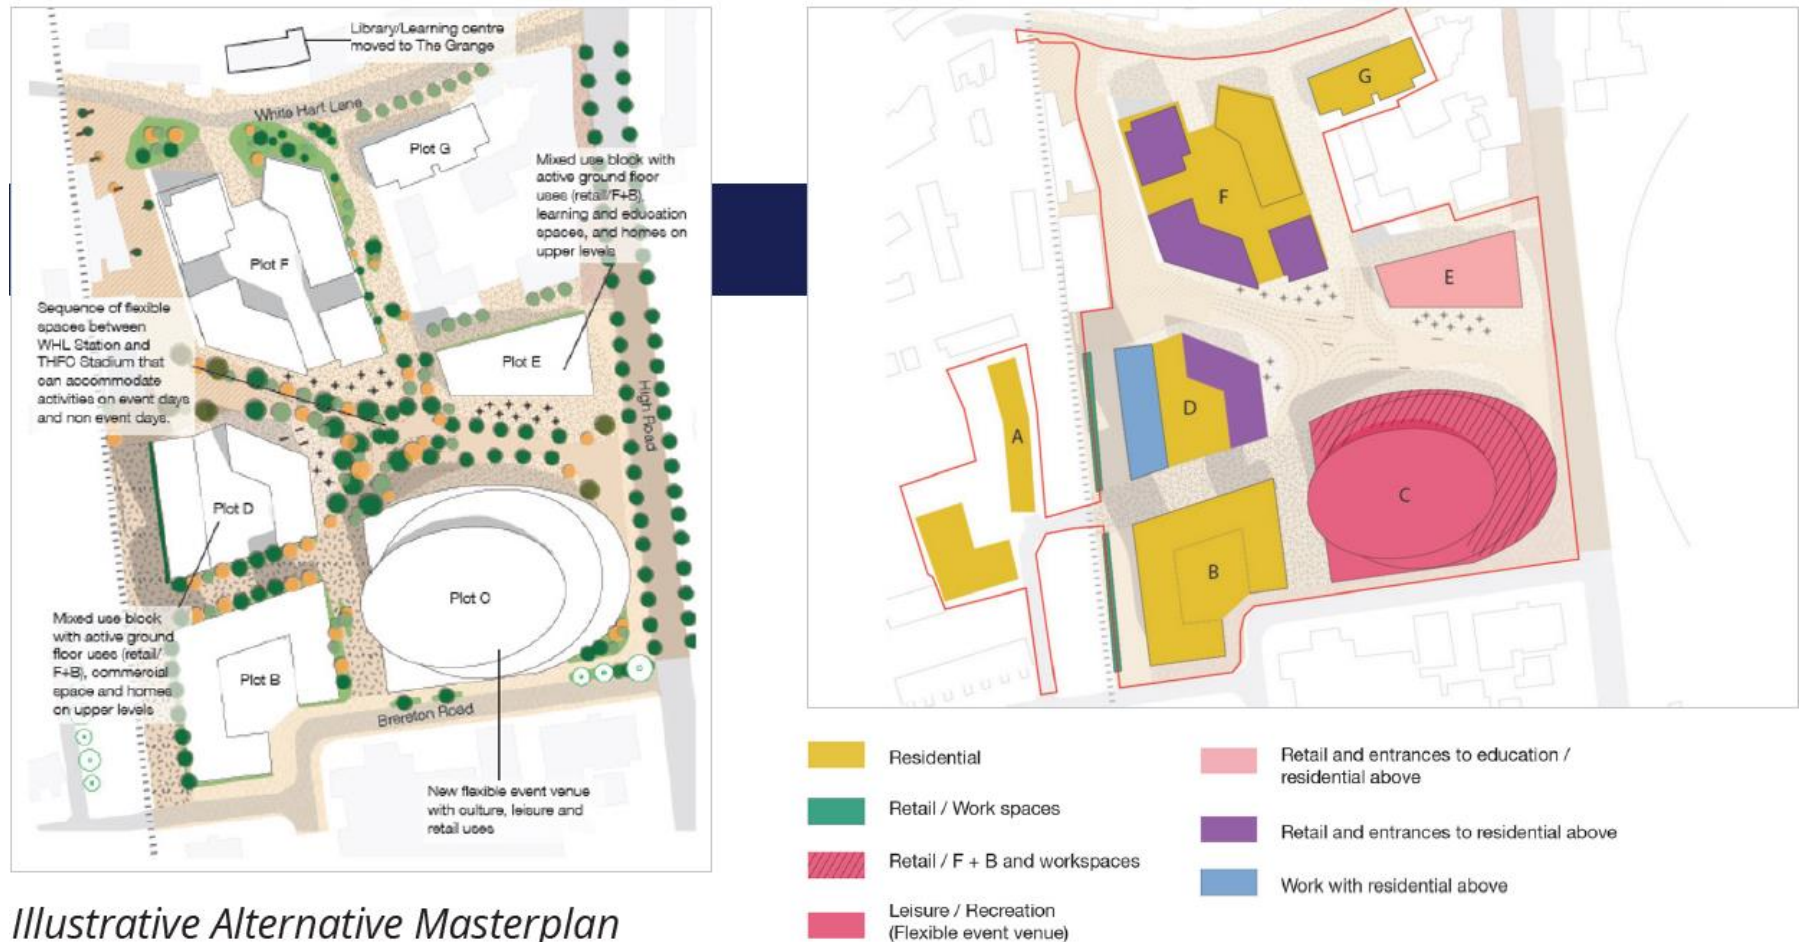 Library/Learning centre
moved to The Grange
White Hart Lane
Plot G
Mixed use block with
active ground floor
uses (retail/F+B),
learning and education
spaces, and homes on
upper levels
Plot F
Sequence of flexible
spaces between
WHL Station and
THFC Stadium that
can accommodate
activities on event days
and non event days.
Plot E
High Road
Plot D
Plot C
Mixed use block
with active ground
floor uses (retail/
F+B), commercial
space and homes
on upper levels
Plot B
Brereton Road
New flexible event venue
with culture, leisure and
retail uses
Illustrative Alternative Masterplan
G
F
E
A
D
C
B
Residential
Retail / Work spaces
Retail / F + B and workspaces
Leisure / Recreation
(Flexible event venue)
Retail and entrances to education /
residential above
Retail and entrances to residential above
Work with residential above